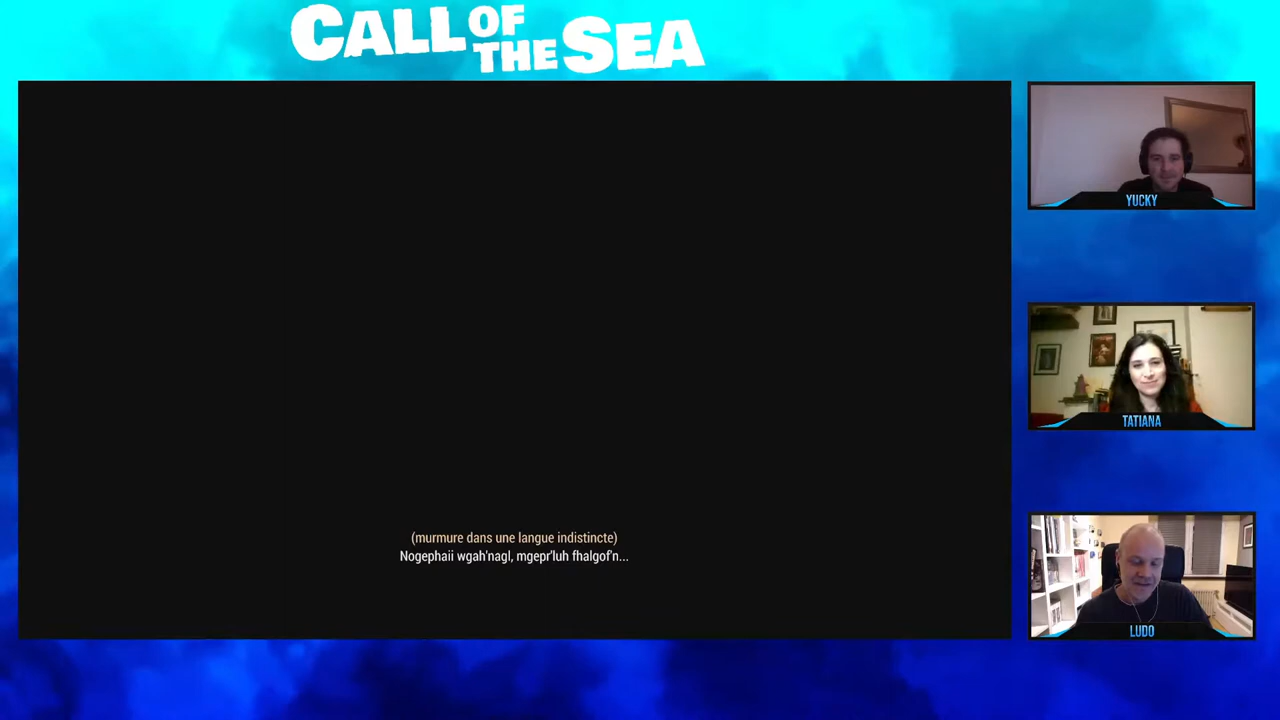 CALL OF THE SEA
YUCKY
TATIANA
(murmure dans une langue indistincte)
Nogephaii wgah'nagl, mgepr'luh fhalgof'n...
LUDO